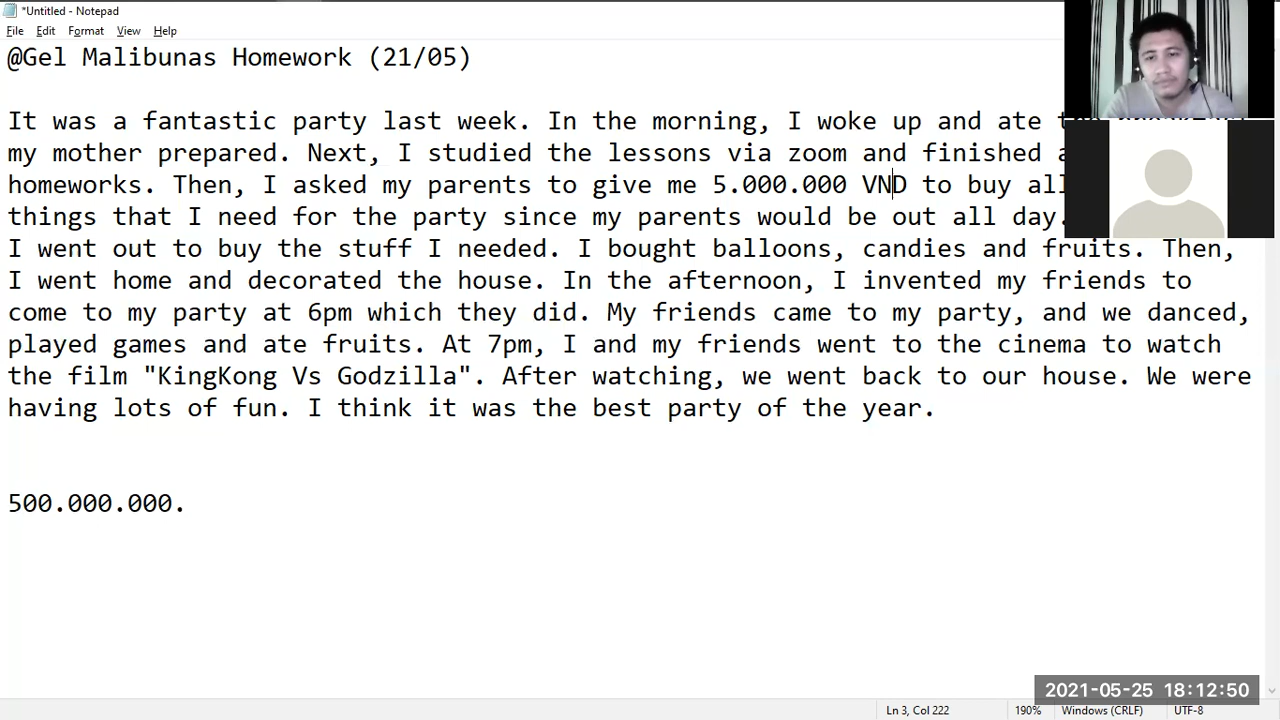 *Untitled - Notepad
File Edit Format View Help
@Gel Malibunas Homework (21/05)
It was a fantastic party last week. In the morning, I woke up and ate
my mother prepared. Next, I studied the lessons via zoom and finished
homeworks. Then, I asked my parents to give me 5.000.000 VND to buy all
things that I need for the party since my parents would be out all day.
I went out to buy the stuff I needed. I bought balloons, candies and fruits. Then,
I went home and decorated the house. In the afternoon, I invented my friends to
come to my party at 6pm which they did. My friends came to my party, and we danced,
played games and ate fruits. At 7pm, I and my friends went to the cinema to watch
the film "KingKong Vs Godzilla". After watching, we went back to our house. We were
having lots of fun. I think it was the best party of the year.
500.000.000.
2021-05-25 18:12:50
Ln 3, Col 222 190% Windows (CRLF) UTF-8